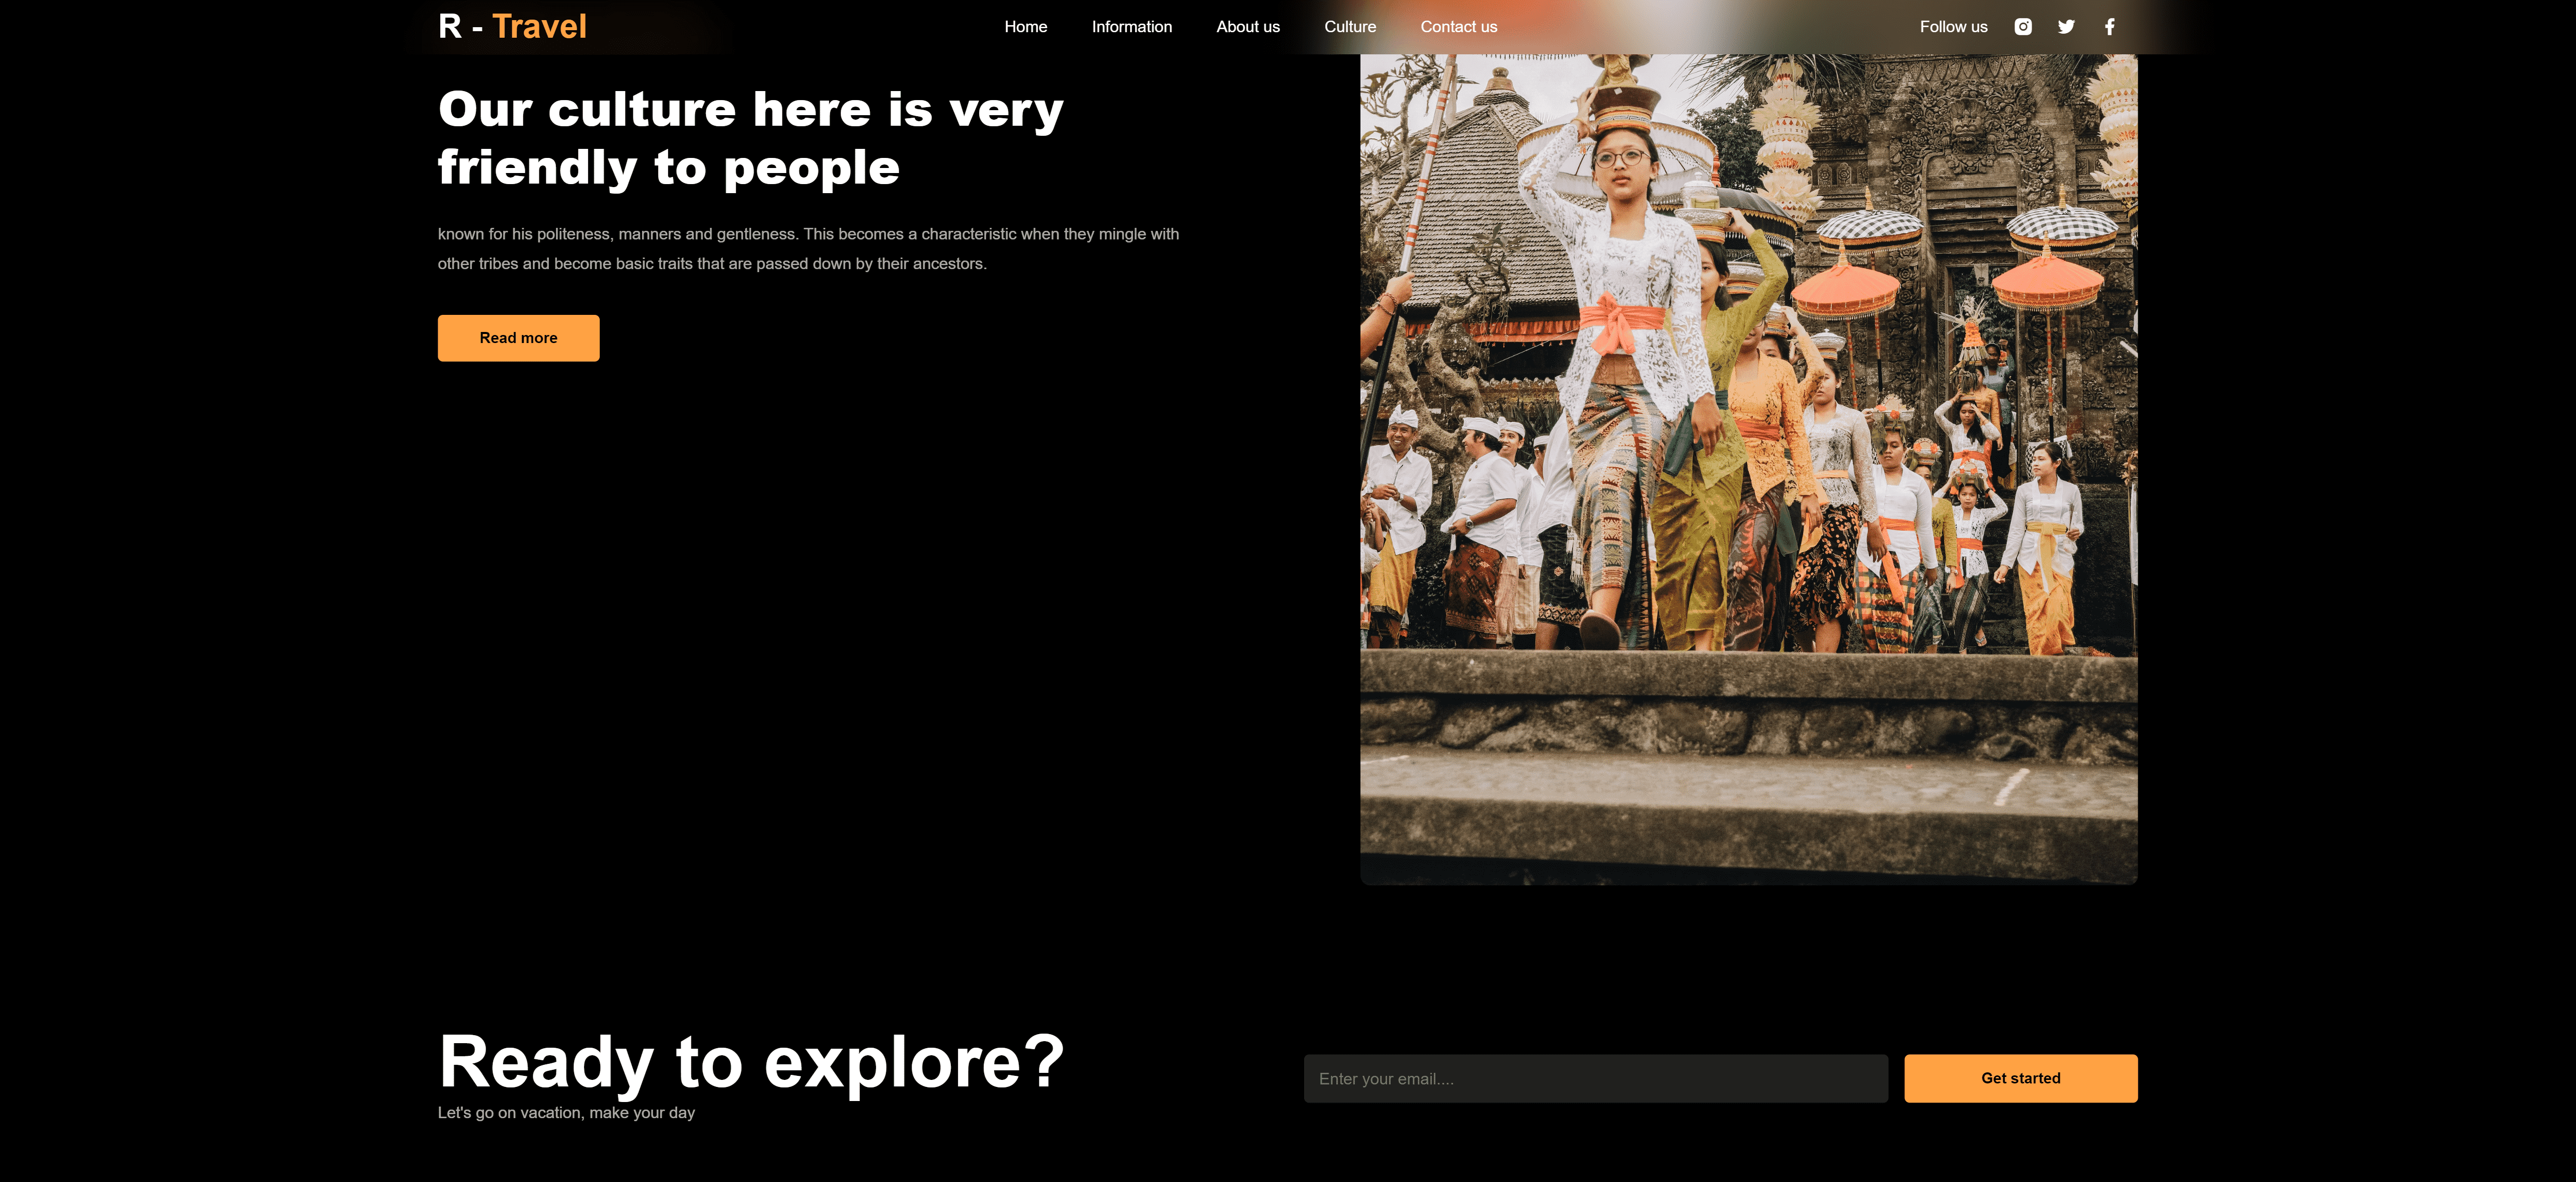 R - Travel
Home Information About us Culture Contact us
Follow us
Our culture here is very
friendly to people
known for his politeness, manners and gentleness. This becomes a characteristic when they mingle with
other tribes and become basic traits that are passed down by their ancestors.
Read more
Ready to explore?
Let's go on vacation, make your day
Enter your email....
Get started